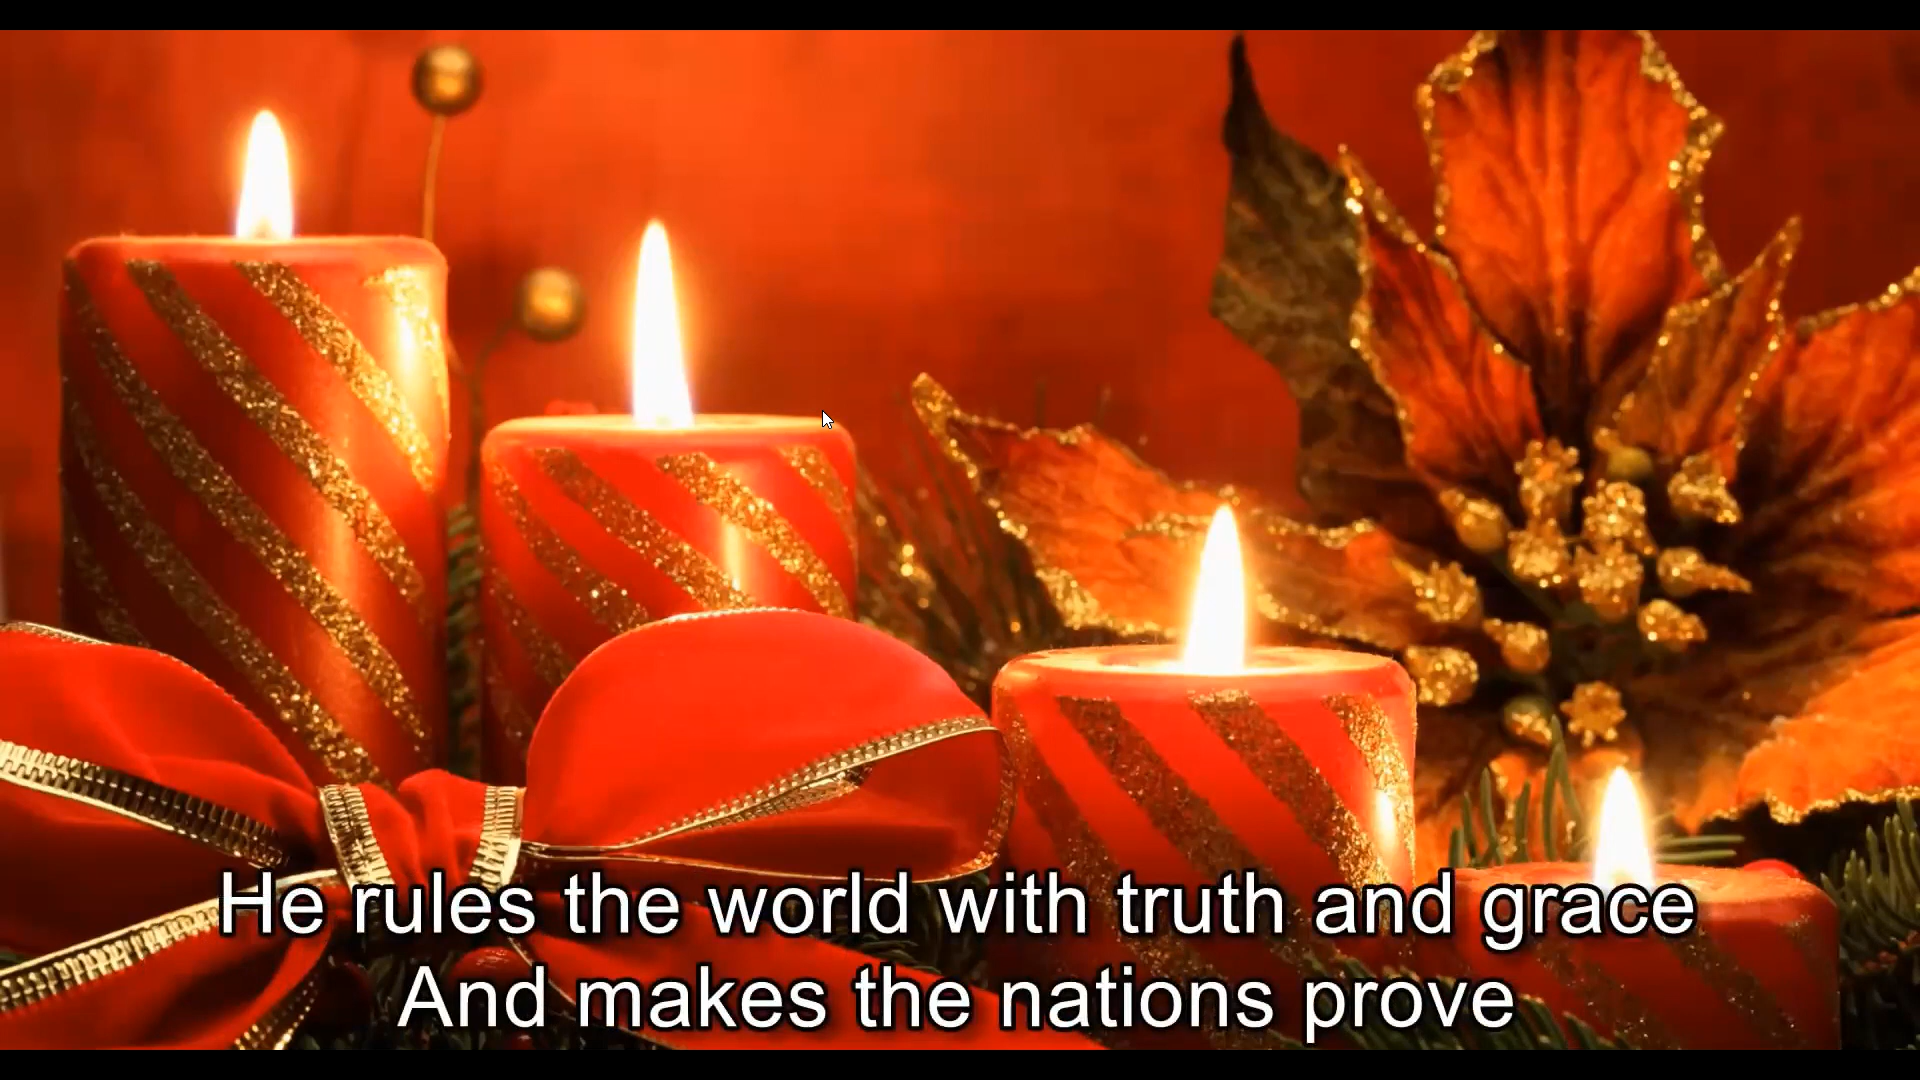 He rules the world with truth and grace
And makes the nations prove